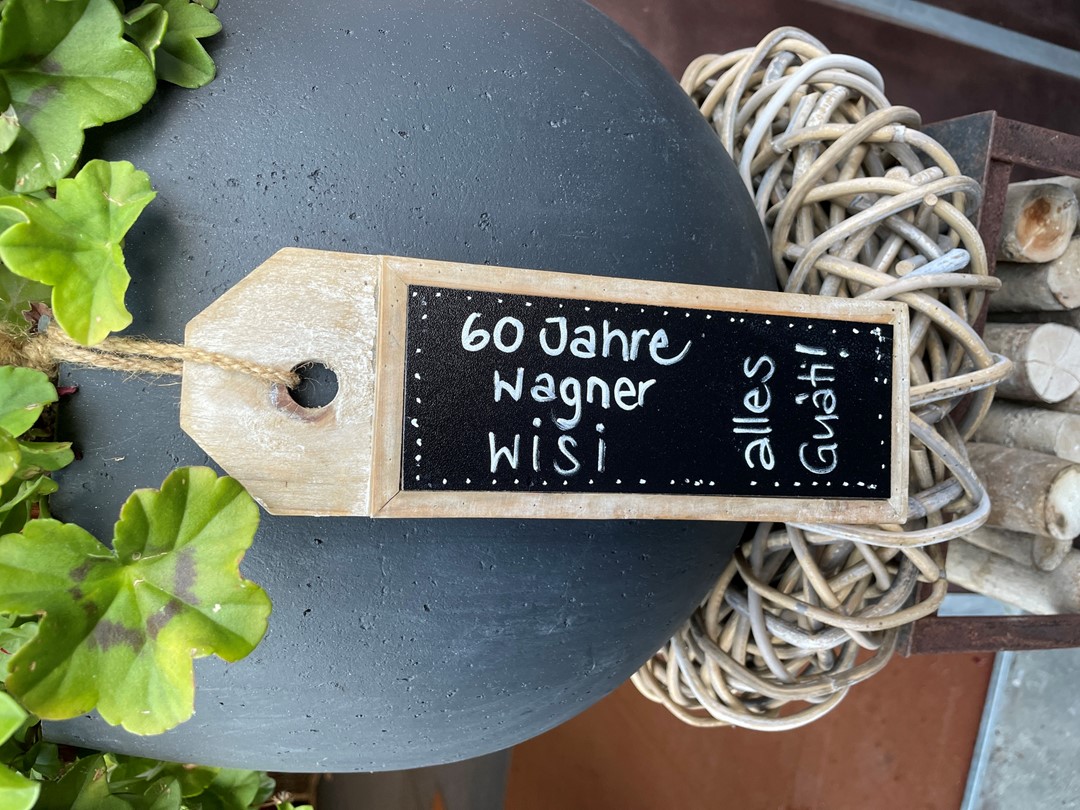 60 Jahre
Wagner
Wisi
alles
Guäti!